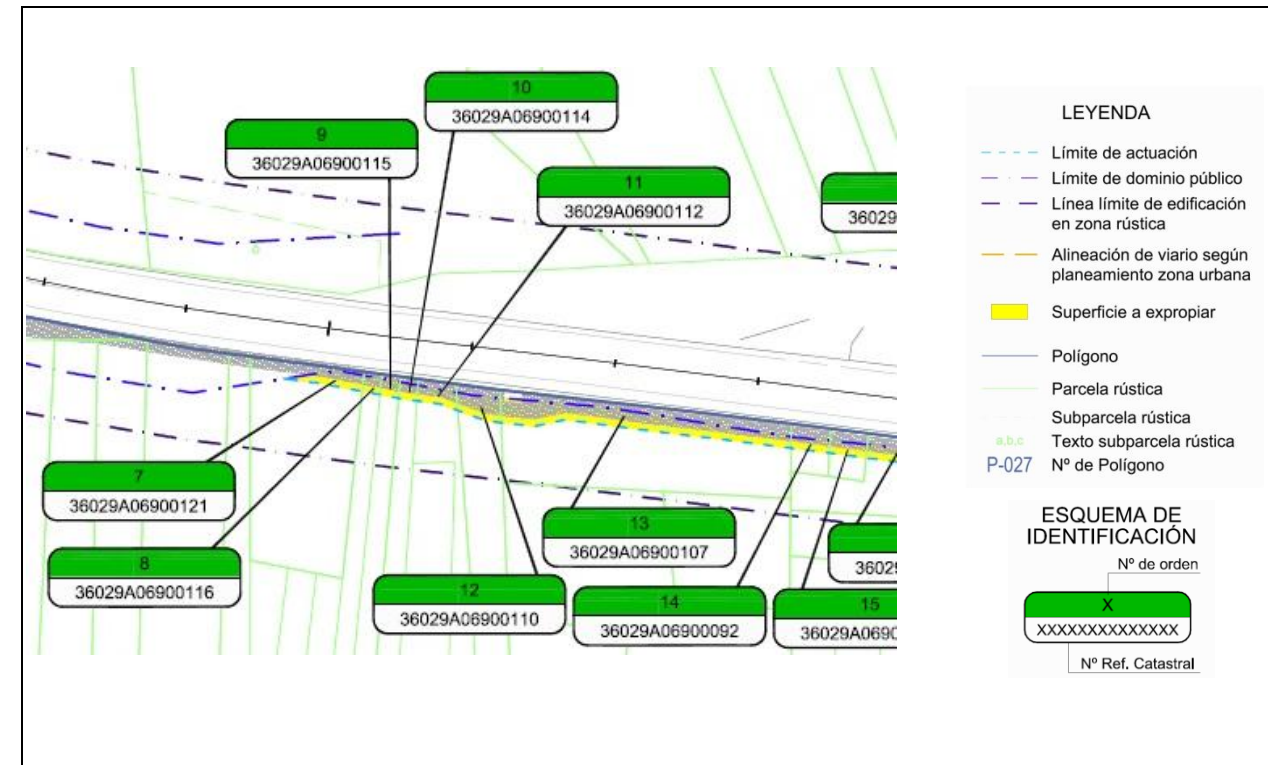 10
36029A06900114
9
36029A06900115
11
36029A06900112
36029
7
36029A06900121
8
36029A06900116
12
36029A06900110
13
36029A06900107
14
36029A06900092
15
36029A0690
3602
LEYENDA
Límite de actuación
Límite de dominio público
Línea límite de edificación
en zona rústica
Alineación de viario según
planeamiento zona urbana
Superficie a expropiar
Polígono
Parcela rústica
Subparcela rústica
a,b,c Texto subparcela rústica
P-027 Nº de Polígono
ESQUEMA DE
IDENTIFICACIÓN
Nº de orden
X
XXXXXXXXXXXXXX
Nº Ref. Catastral